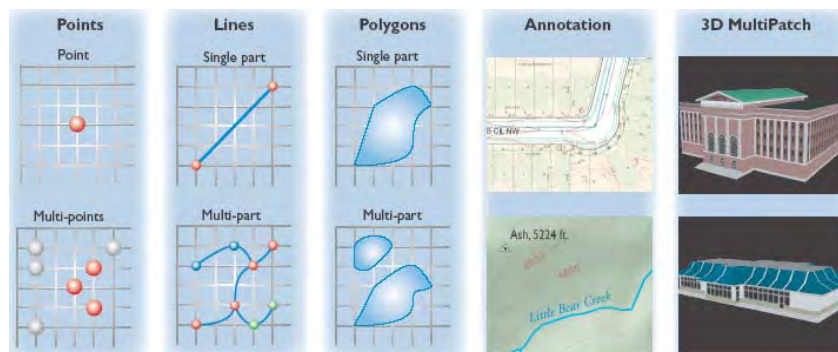 Points
Lines
Polygons
Annotation
3D MultiPatch
Point
Single part
Single part
Multi-points
Multi-part
Multi-part
Ash, 5224 ft.
Little Bear Creek